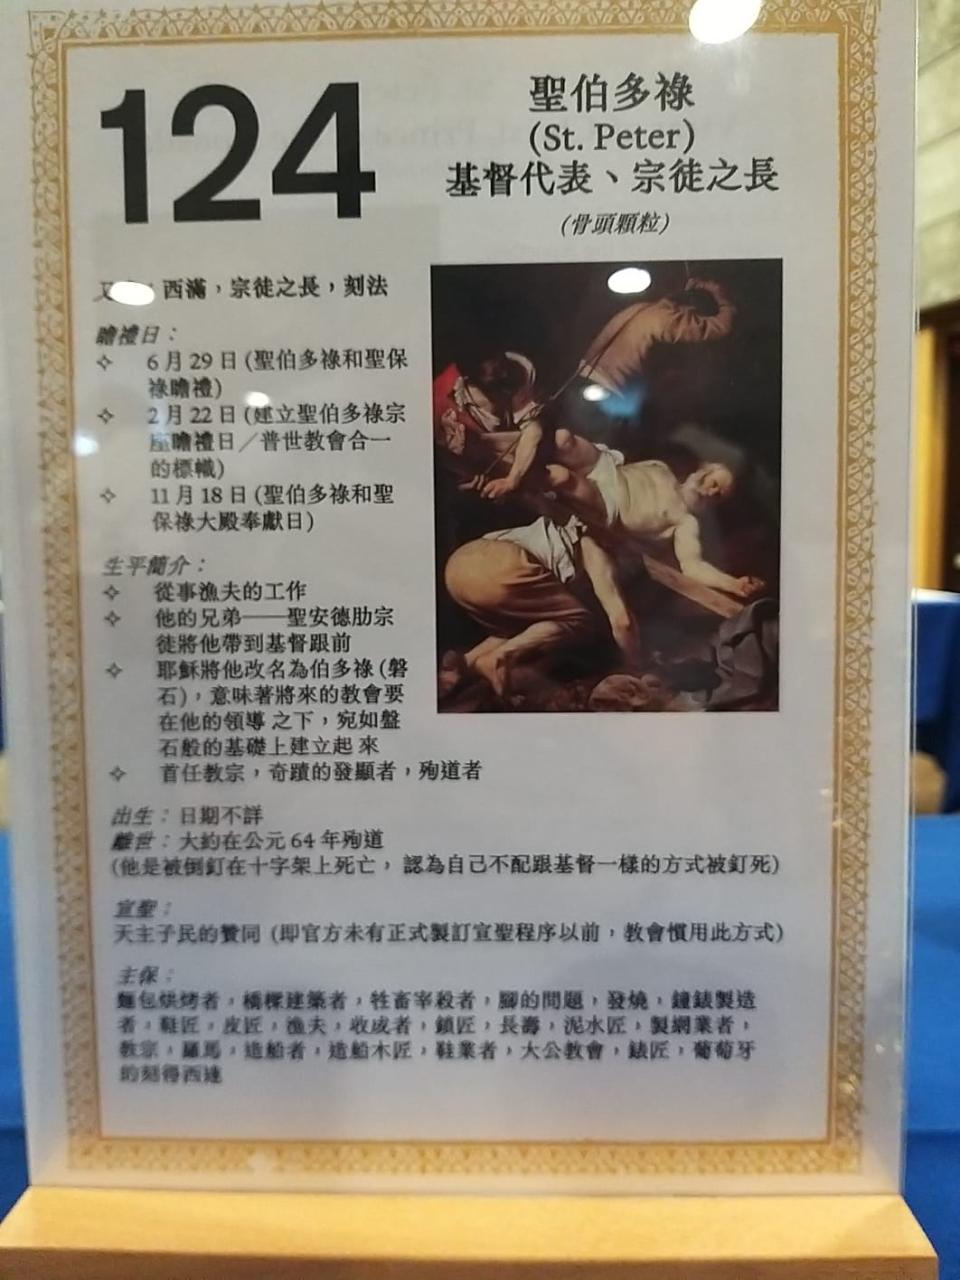 124
聖伯多祿
(St. Peter)
基督代表、宗徒之長
(骨頭顆粒)
西滿，宗徒之長，刻法
瞻禮日：
✧ 6 月 29 日 (聖伯多祿和聖保
祿瞻禮)
✧ 2 月 22 日 (建立聖伯多祿宗
座瞻禮日／普世教會合一
的標幟)
✧ 11 月 18 日 (聖伯多祿和聖
保祿大殿奉獻日)
生平簡介：
✧ 從事漁夫的工作
✧ 他的兄弟──聖安德肋宗
徒將他帶到基督跟前
✧ 耶穌將他改名為伯多祿 (磐
石)，意味著將來的教會要
在他的領導 之下，宛如盤
石般的基礎上建立起 來
✧ 首任教宗，奇蹟的發顯者，殉道者
出生：日期不詳
離世：大約在公元 64 年殉道
(他是被倒釘在十字架上死亡， 認為自己不配跟基督一樣的方式被釘死)
宣聖：
天主子民的贊同 (即官方未有正式製訂宣聖程序以前，教會慣用此方式)
主保：
麵包烘烤者，橋樑建築者，牲畜宰殺者，腳的問題，發燒，鐘錶製造
者，鞋匠，皮匠，漁夫，收成者，鎖匠，長壽，泥水匠，製網業者，
教宗，羅馬，造船者，造船木匠，鞋業者，大公教會，錶匠，葡萄牙
的刻得西達